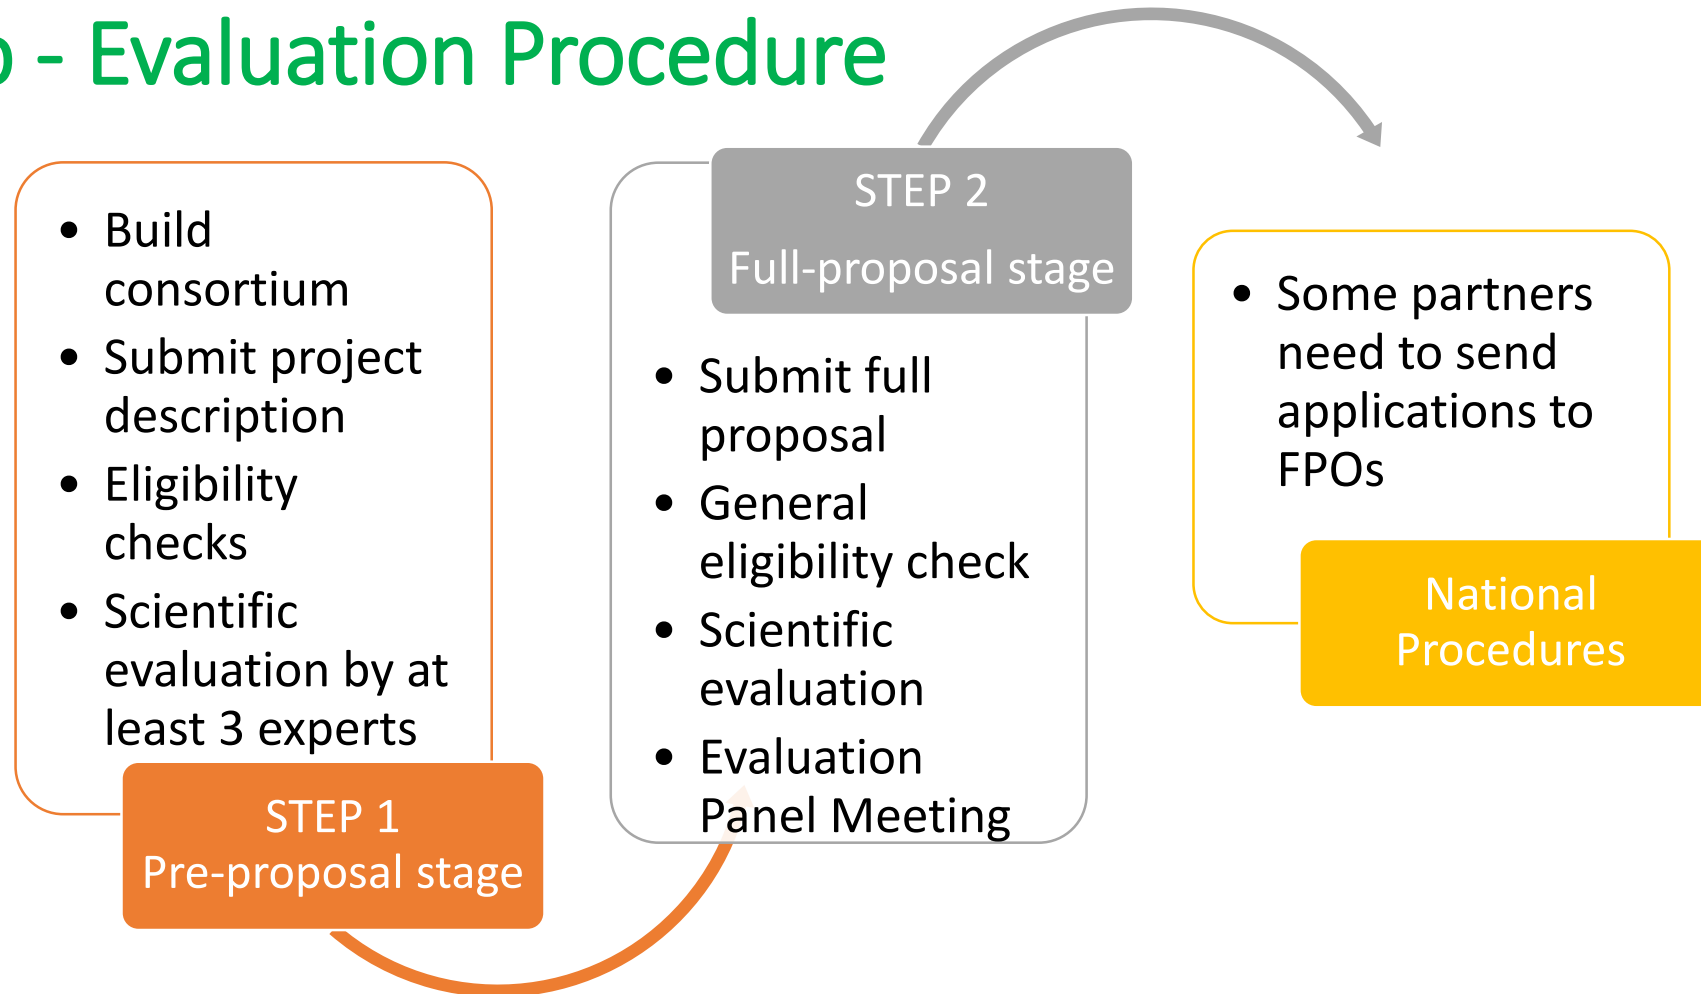 - Evaluation Procedure
• Build
consortium
• Submit project
description
• Eligibility
checks
• Scientific
evaluation by at
least 3 experts
STEP 1
Pre-proposal stage
STEP 2
Full-proposal stage
• Submit full
proposal
• General
eligibility check
• Scientific
evaluation
• Evaluation
Panel Meeting
• Some partners
need to send
applications to
FPOs
National
Procedures